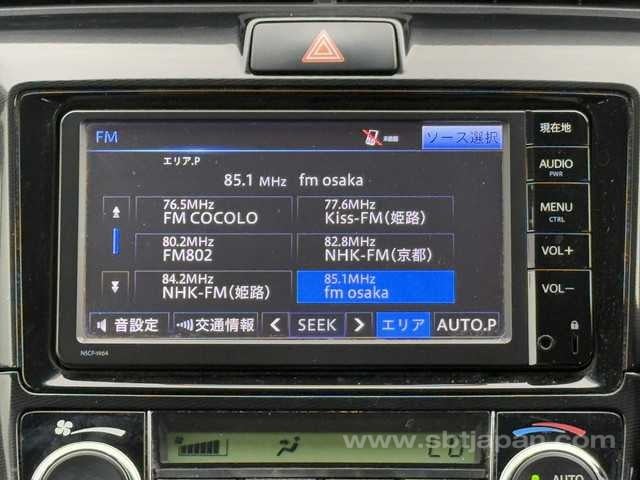 FM
ソース選択
現在地
エリア.P
85.1 MHz fm osaka
AUDIO
PWR
76.5MHz
FM COCOLO
77.6MHz
Kiss-FM(姫路)
MENU
CTRL
80.2MHz
FM802
82.8MHz
NHK-FM(京都)
VOL+
84.2MHz
NHK-FM(姫路)
85.1MHz
fm osaka
VOL-
音設定
交通情報
SEEK
エリア
AUTO.P
NSCP-W64
www.sbtjapan.com
AUTO